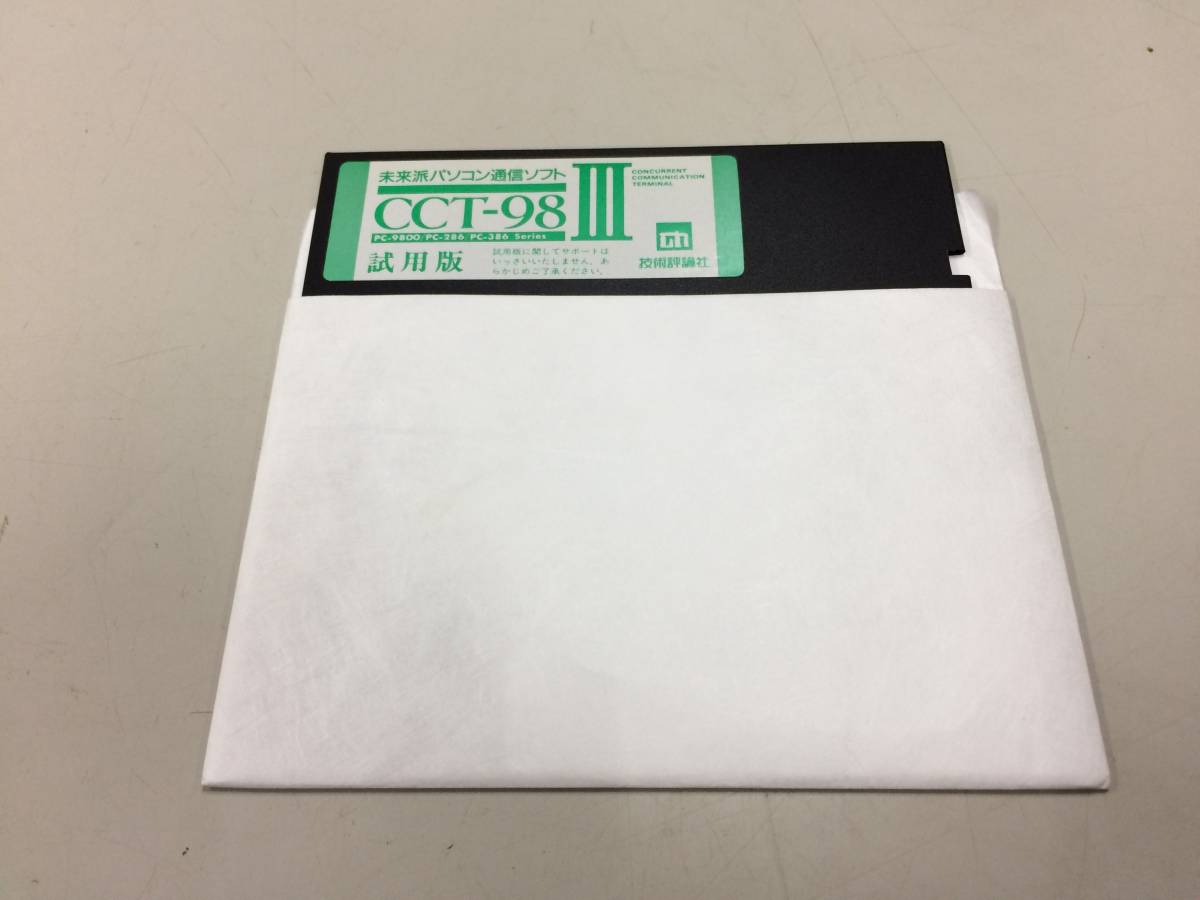 未来派パソコン通信ソフト
CCT-98 III
CONCURRENT
COMMUNICATION
TERMINAL
PC-9800/PC-286/PC-386 Series
試用版
試用版に関してサポートは
いっさいいたしません。あ
らかじめご了承ください。
技術評論社